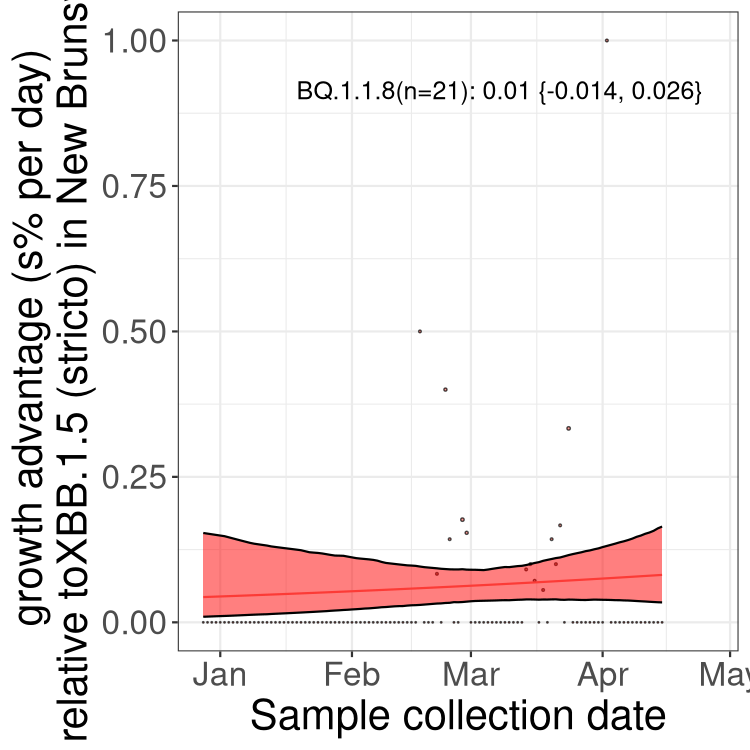 growth advantage (s% per day)
relative toXBB.1.5 (stricto) in New
1.00
0.75
0.50
0.25
0.00
BQ.1.1.8(n=21): 0.01 {-0.014, 0.026}
Jan
Feb
Mar
Apr
Sample collection date